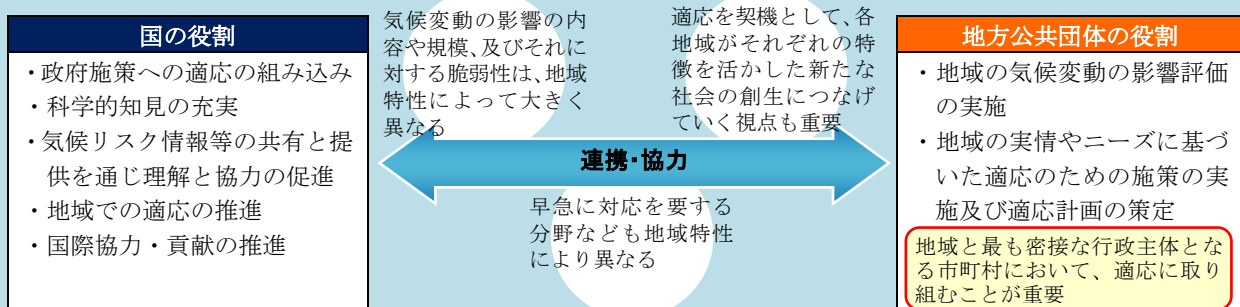 国の役割
・政府施策への適応の組み込み
・科学的知見の充実
・気候リスク情報等の共有と提
供を通じ理解と協力の促進
・地域での適応の推進
・国際協力・貢献の推進
気候変動の影響の内
容や規模、及びそれに
対する脆弱性は、地域
特性によって大きく
異なる
適応を契機として、各
地域がそれぞれの特
徴を活かした新たな
社会の創生につなげ
ていく視点も重要
連携・協力
早急に対応を要する
分野なども地域特性
により異なる
地方公共団体の役割
・地域の気候変動の影響評価
の実施
・地域の実情やニーズに基づ
いた適応のための施策の実
施及び適応計画の策定
地域と最も密接な行政主体とな
る市町村において、適応に取り
組むことが重要